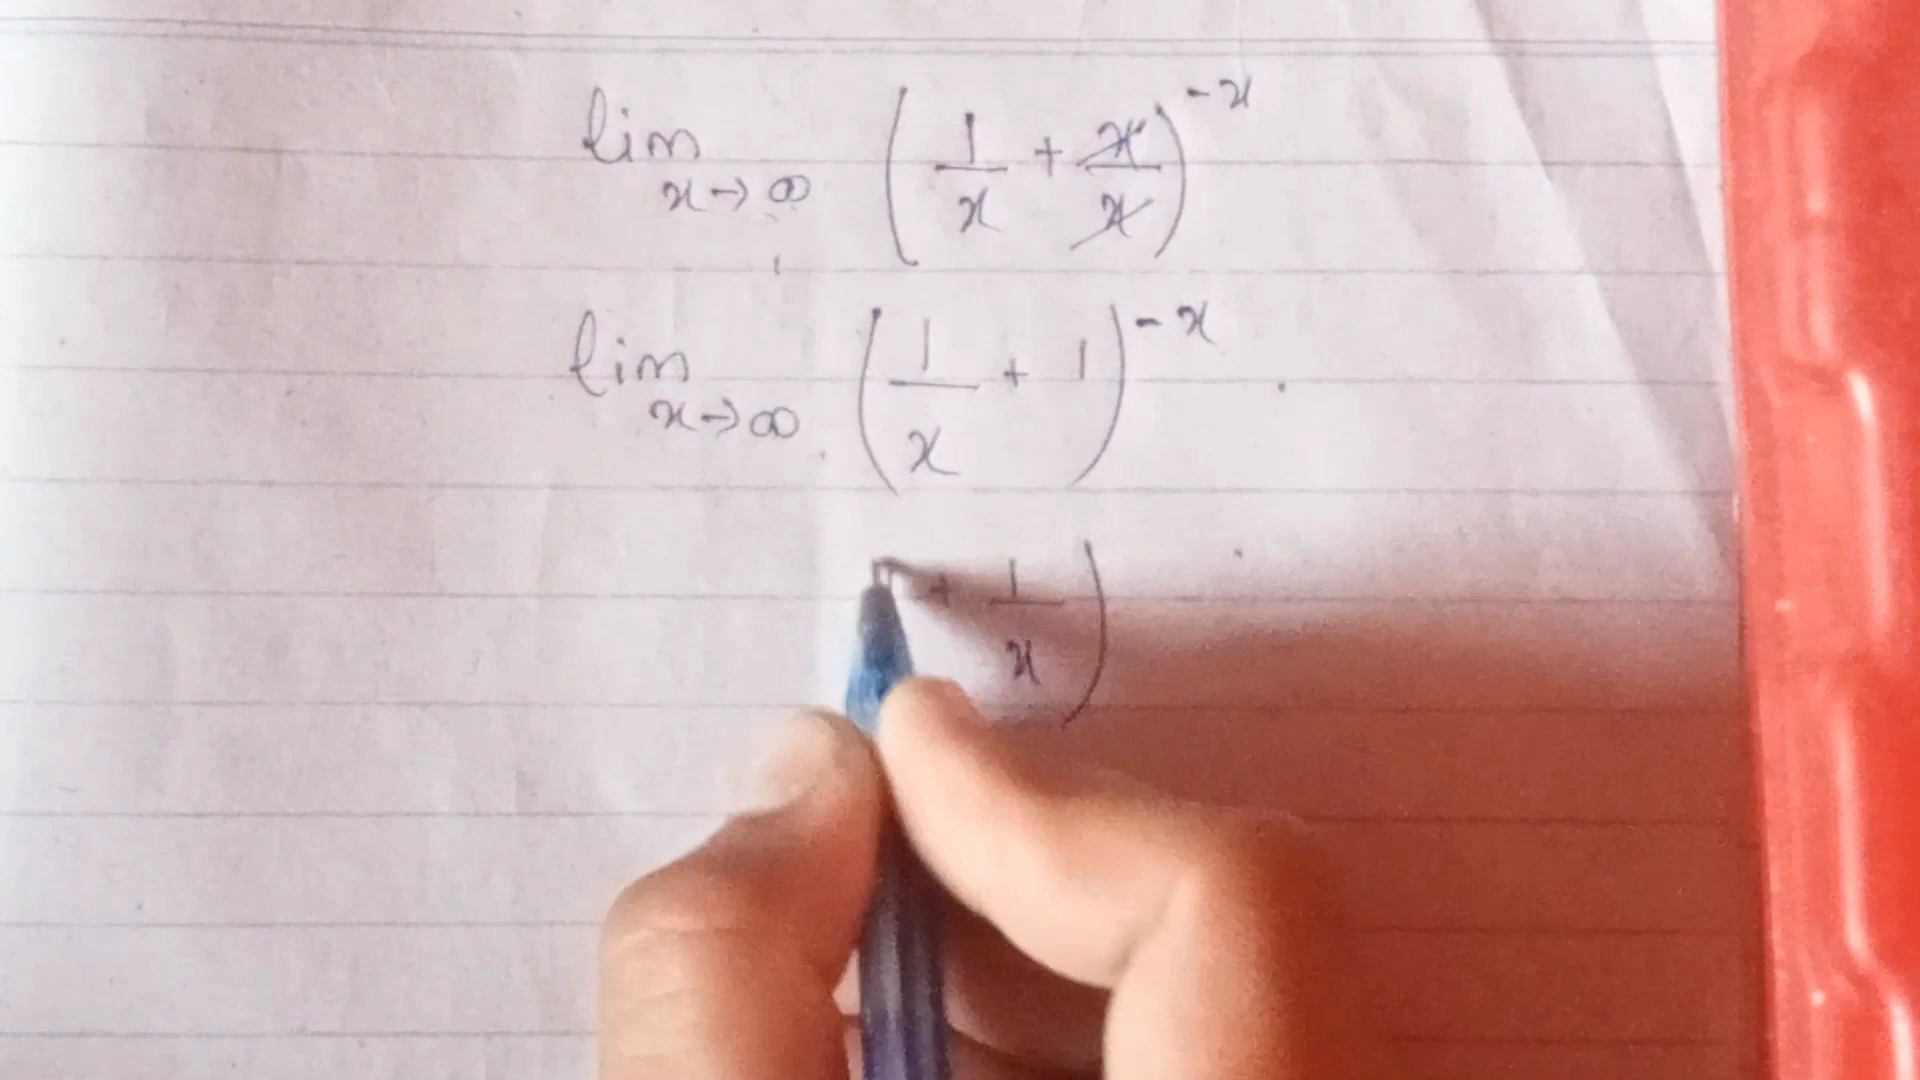 lim x→∞ (1/x + x/x)^-x
lim x→∞ (1/x + 1)^-x
+ 1/x)